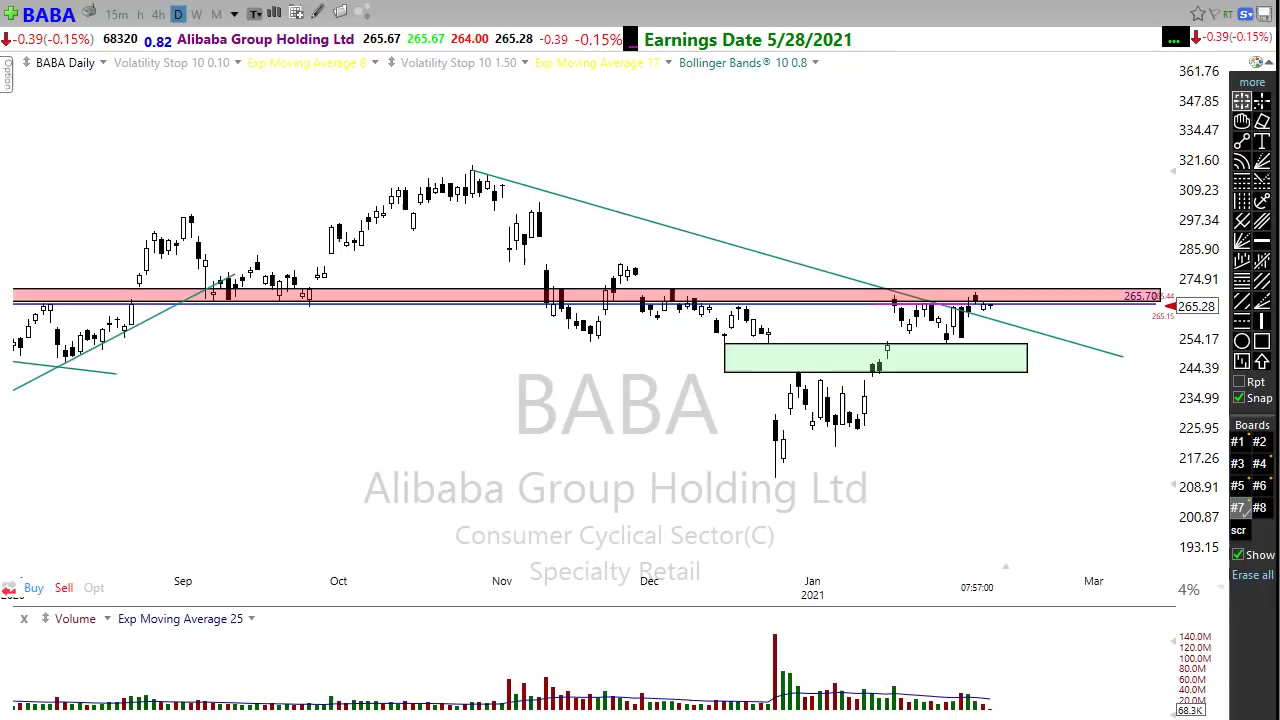 BABA 15m h 4h D W M T RT S
-0.39(-0.15%) 68320 0.82 Alibaba Group Holding Ltd 265.67 265.67 264.00 265.28 -0.39 -0.15% ... Earnings Date 5/28/2021 ... -0.39(-0.15%)
Option
BABA Daily Volatility Stop 10 0.10 Exp Moving Average 8 Volatility Stop 10 1.50 Exp Moving Average 17 Bollinger Bands® 10 0.8
361.76
347.85
334.47
321.60
309.23
297.34
285.90
274.91
265.70
265.28
265.15
254.17
244.39
234.99
225.95
217.26
208.91
200.87
193.15
BABA
Alibaba Group Holding Ltd
Consumer Cyclical Sector(C)
Specialty Retail
Sep Oct Nov Dec Jan Mar
2021 07:57:00
Buy Sell Opt 4%
X Volume Exp Moving Average 25
140.0M
120.0M
100.0M
80.0M
60.0M
40.0M
20.0M
68.3K
more
T
Rpt
Snap
Boards
#1 #2
#3 #4
#5 #6
#7 #8
scr
Show
Erase all